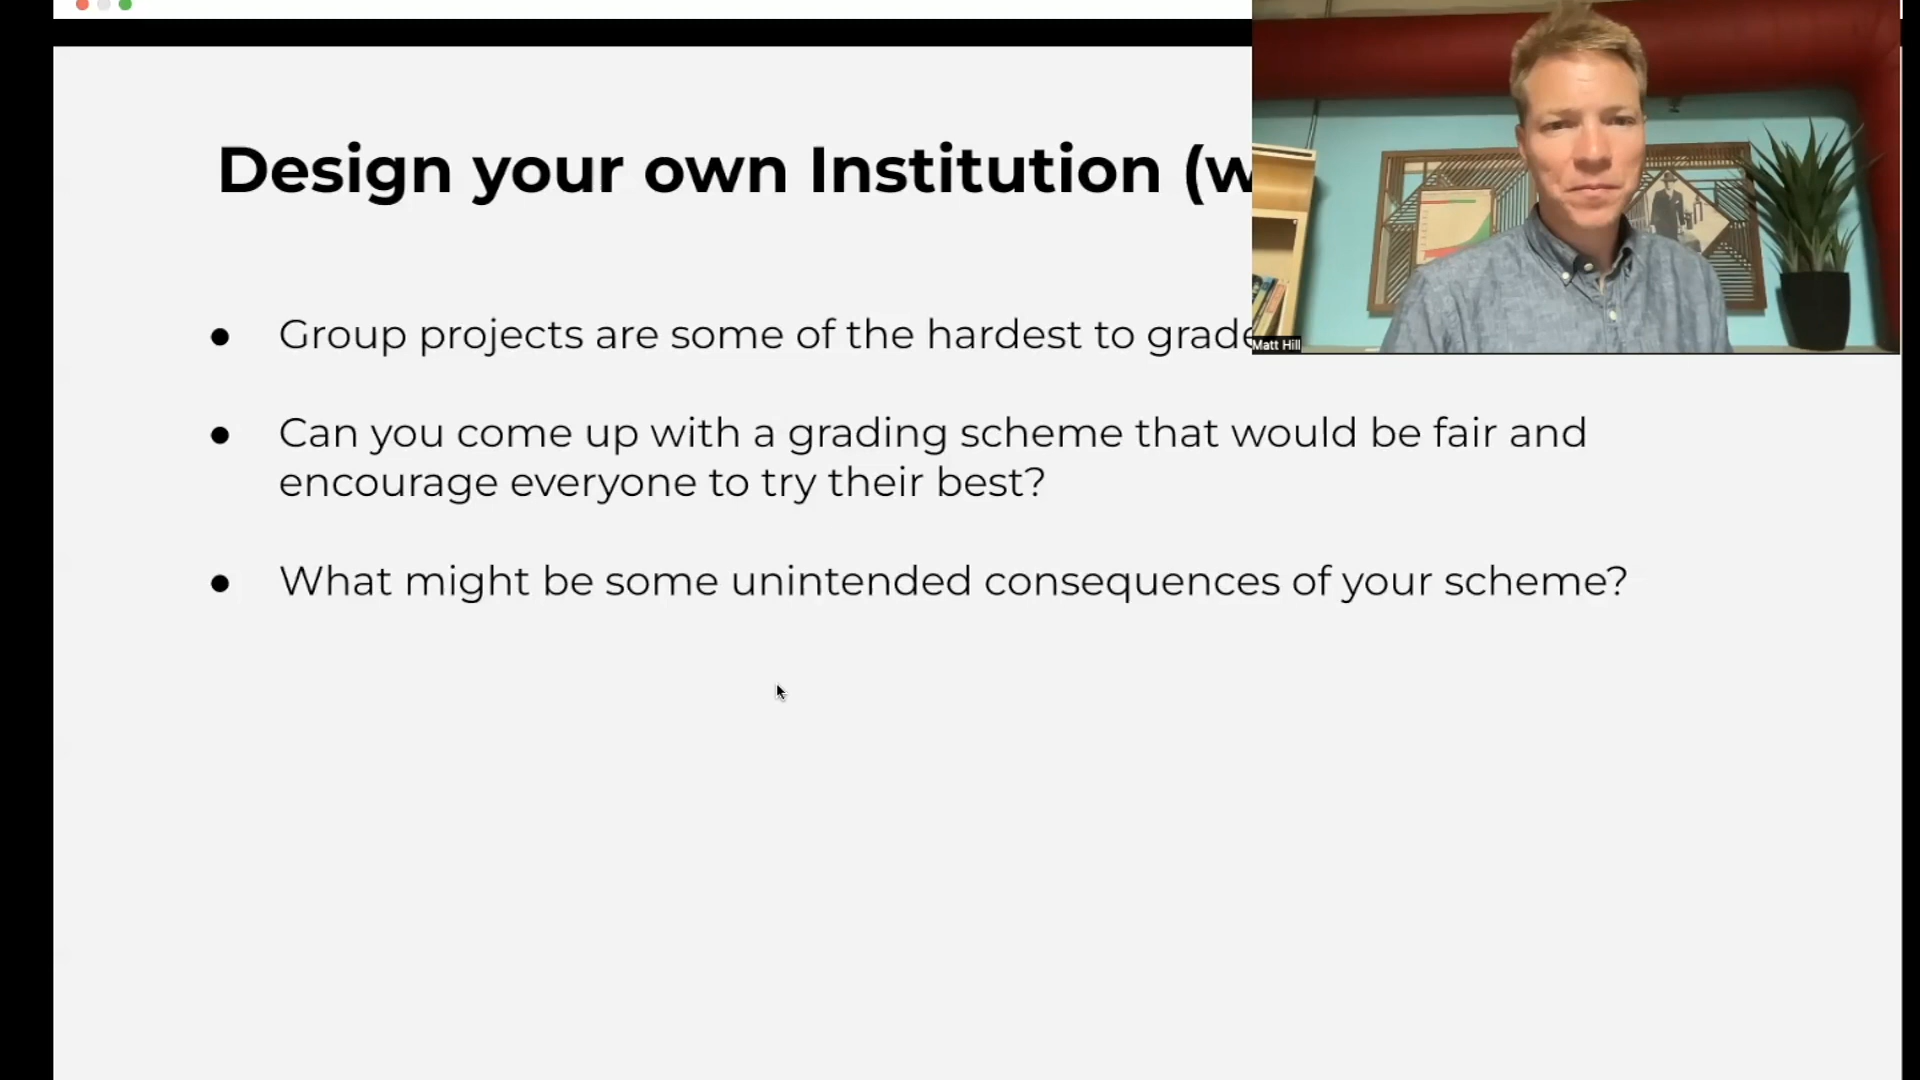 Design your own Institution (w
Group projects are some of the hardest to grade
Can you come up with a grading scheme that would be fair and
encourage everyone to try their best?
What might be some unintended consequences of your scheme?
Matt Hill